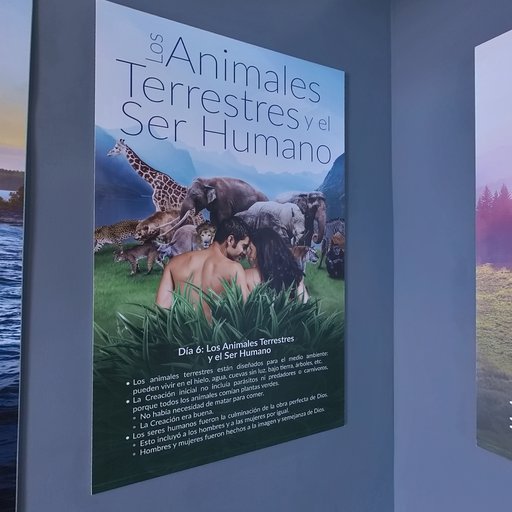 Los Animales
Terrestres y el
Ser Humano
Día 6: Los Animales Terrestres
y el Ser Humano
• Los animales terrestres están diseñados para el medio ambiente:
pueden vivir en el hielo, agua, cuevas sin luz, bajo tierra, árboles, etc.
• La Creación inicial no incluía parásitos ni predadores o carnívoros,
porque todos los animales comían plantas verdes.
◦ No había necesidad de matar para comer.
◦ La Creación era buena.
• Los seres humanos fueron la culminación de la obra perfecta de Dios.
◦ Esto incluyó a los hombres y a las mujeres por igual.
◦ Hombres y mujeres fueron hechos a la imagen y semejanza de Dios.